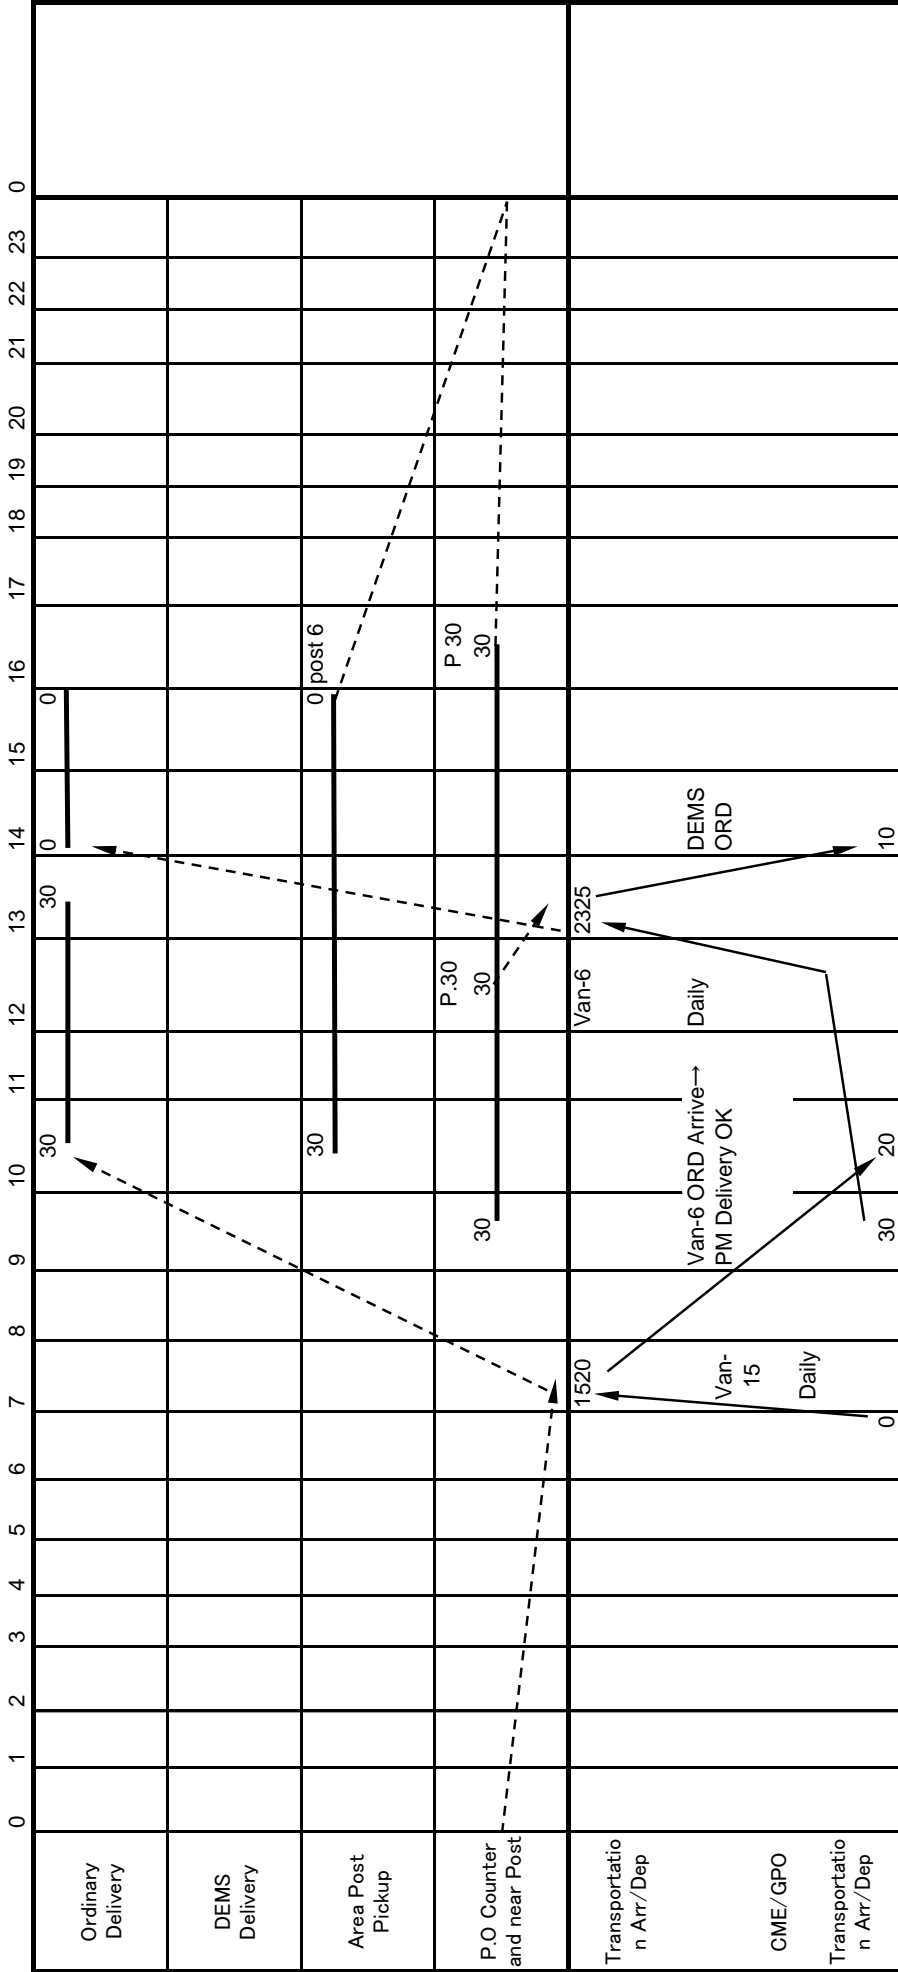 0 1 2 3 4 5 6 7 8 9 10 11 12 13 14 15 16 17 18 19 20 21 22 23 0
Ordinary
Delivery
30 30 0 0
DEMS
Delivery
Area Post
Pickup
30 0 post 6
P.O Counter
and near Post
P.30 P 30
30 30 30
Transportatio
n Arr/Dep
1520 Van-6 2325
Van-6 ORD Arrive→
PM Delivery OK
Daily
DEMS
ORD
Van-
15
Daily
CME/GPO
Transportatio
n Arr/Dep
0 30 20 10